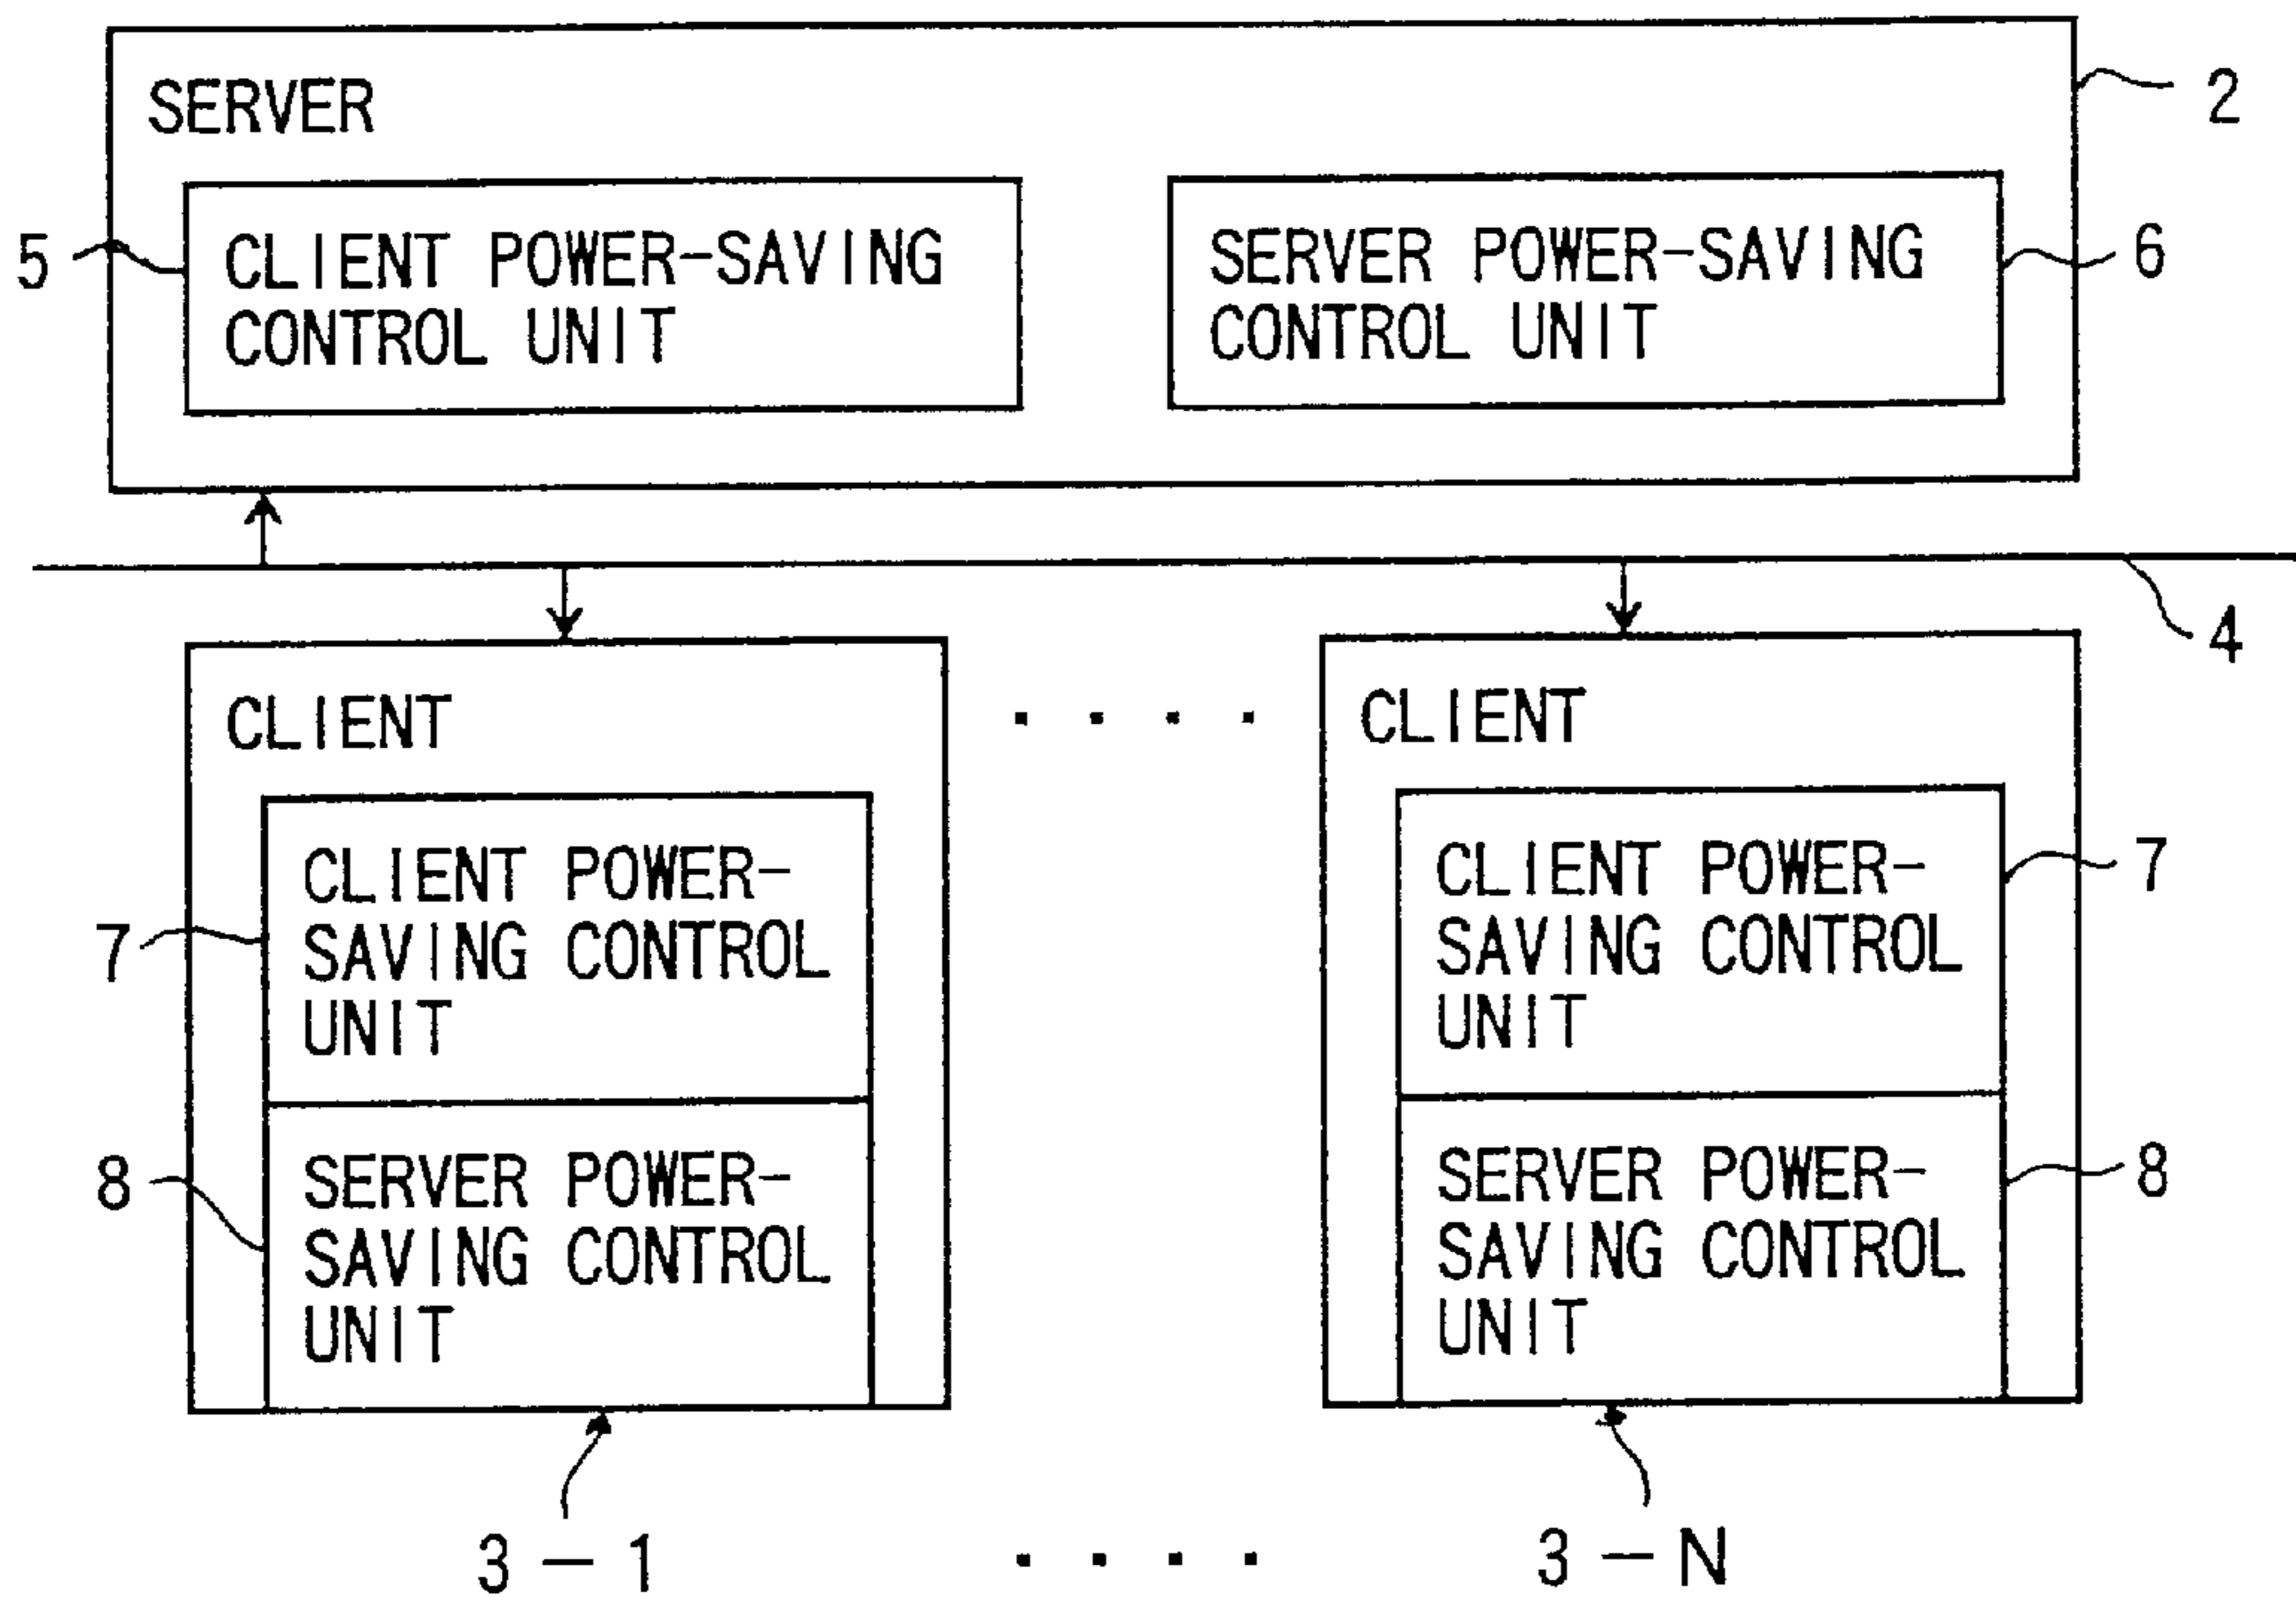 SERVER
2
5
CLIENT POWER-SAVING
CONTROL UNIT
SERVER POWER-SAVING
CONTROL UNIT
6
4
CLIENT
CLIENT POWER-
SAVING CONTROL
UNIT
7
SERVER POWER-
SAVING CONTROL
UNIT
8
. . . .
CLIENT
CLIENT POWER-
SAVING CONTROL
UNIT
7
SERVER POWER-
SAVING CONTROL
UNIT
8
3-1
. . . .
3-N